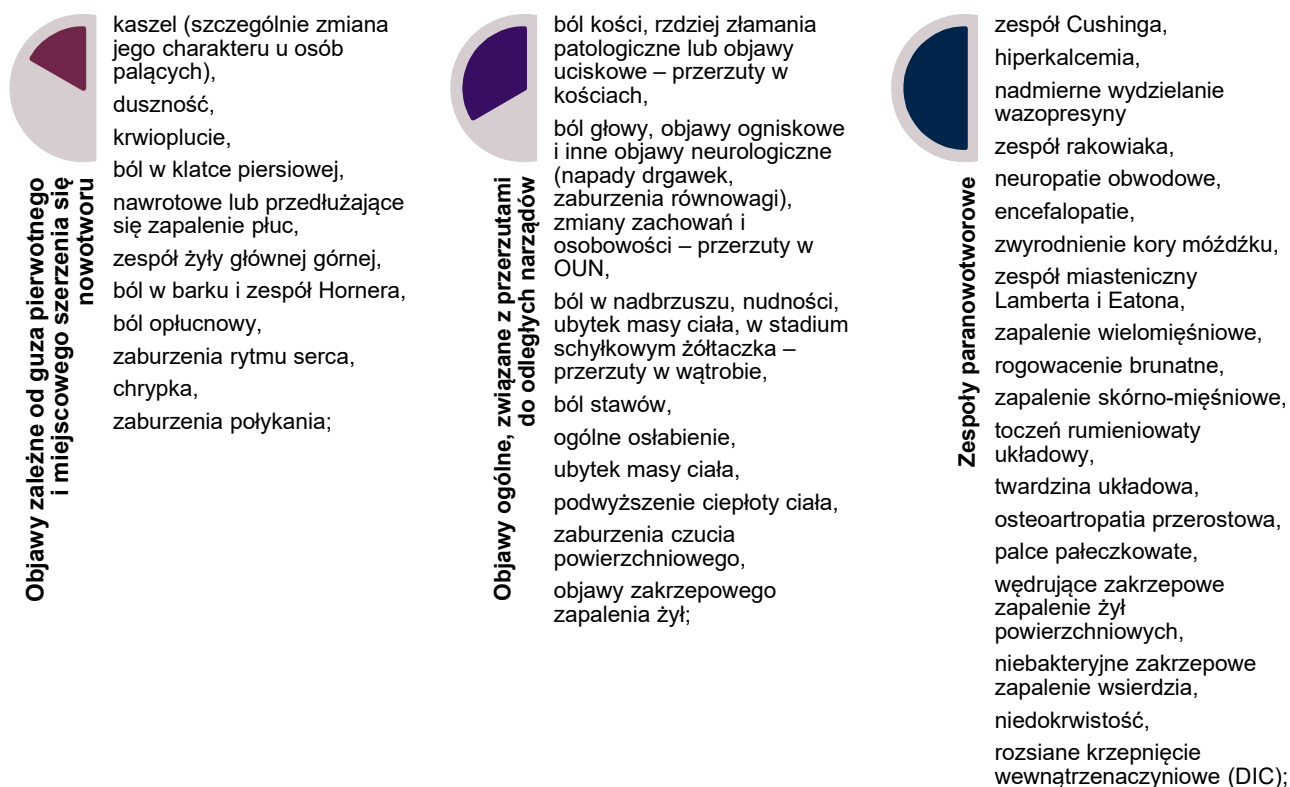 Objawy zależne od guza pierwotnego
i miejscowego szerzenia się
nowotworu
kaszel (szczególnie zmiana
jego charakteru u osób
palących),
duszność,
krwioplucie,
ból w klatce piersiowej,
nawrotowe lub przedłużające
się zapalenie płuc,
zespół żyły głównej górnej,
ból w barku i zespół Hornera,
ból opłucnowy,
zaburzenia rytmu serca,
chrypka,
zaburzenia połykania;
Objawy ogólne, związane z przerzutami
do odległych narządów
ból kości, rzdziej złamania
patologiczne lub objawy
uciskowe – przerzuty w
kościach,
ból głowy, objawy ogniskowe
i inne objawy neurologiczne
(napady drgawek,
zaburzenia równowagi),
zmiany zachowań i
osobowości – przerzuty w
OUN,
ból w nadbrzuszu, nudności,
ubytek masy ciała, w stadium
schyłkowym żółtaczka –
przerzuty w wątrobie,
ból stawów,
ogólne osłabienie,
ubytek masy ciała,
podwyższenie ciepłoty ciała,
zaburzenia czucia
powierzchniowego,
objawy zakrzepowego
zapalenia żył;
Zespoły paranowotworowe
zespół Cushinga,
hiperkalcemia,
nadmierne wydzielanie
wazopresyny
zespół rakowiaka,
neuropatie obwodowe,
encefalopatie,
zwyrodnienie kory móźdźku,
zespół miasteniczny
Lamberta i Eatona,
zapalenie wielomięśniowe,
rogowacenie brunatne,
zapalenie skórno-mięśniowe,
toczeń rumieniowaty
układowy,
twardzina układowa,
osteoartropatia przerostowa,
palce pałeczkowate,
wędrujące zakrzepowe
zapalenie żył
powierzchniowych,
niebakteryjne zakrzepowe
zapalenie wsierdzia,
niedokrwistość,
rozsiane krzepnięcie
wewnątrzenaczyniowe (DIC);